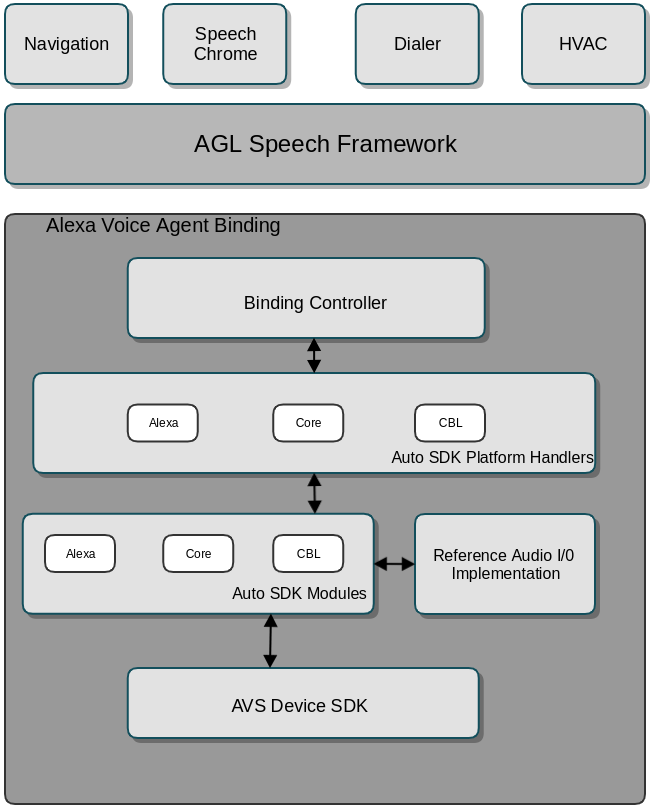 Navigation
Speech
Chrome
Dialer
HVAC
AGL Speech Framework
Alexa Voice Agent Binding
Binding Controller
Alexa
Core
CBL
Auto SDK Platform Handlers
Alexa
Core
CBL
Auto SDK Modules
Reference Audio I/0
Implementation
AVS Device SDK